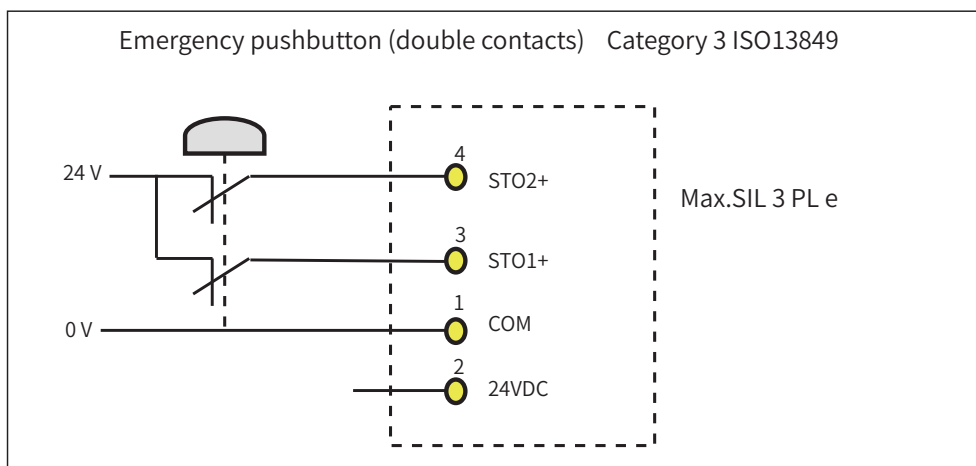 Emergency pushbutton (double contacts) Category 3 ISO13849
4
24 V
STO2+
Max.SIL 3 PL e
3
STO1+
1
0 V
COM
2
24VDC